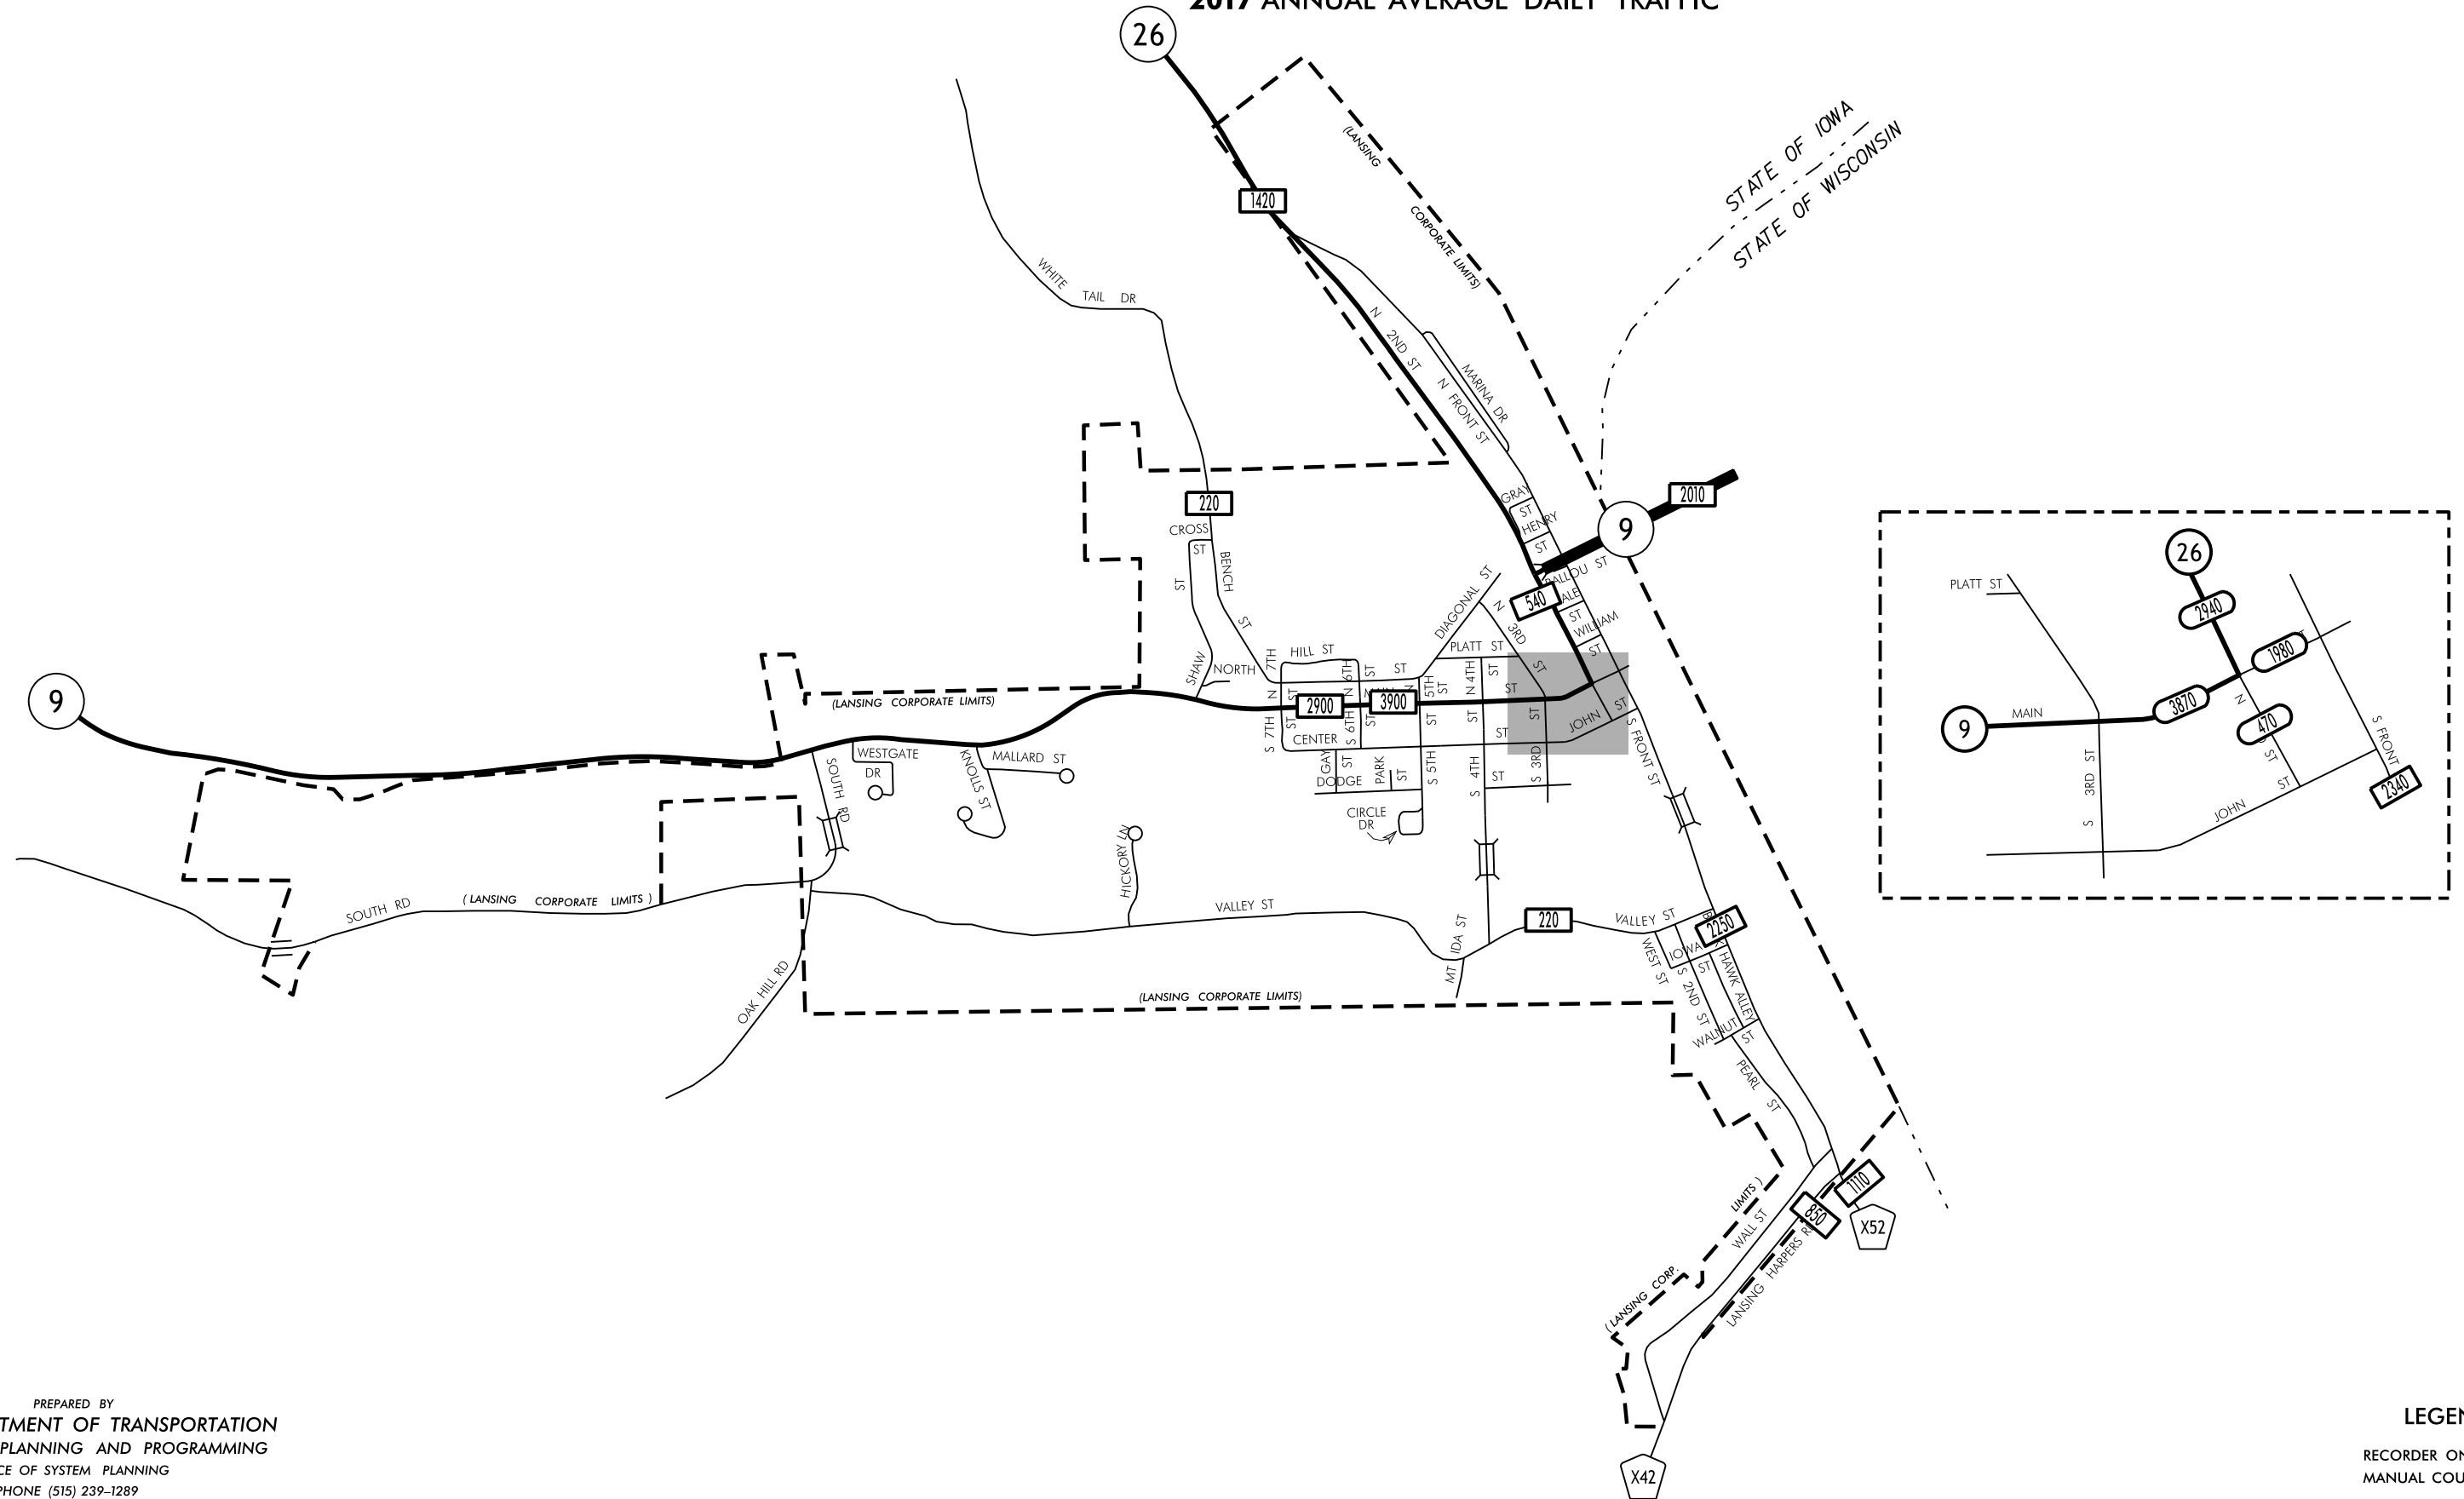 2017 ANNUAL AVERAGE DAILY TRAFFIC
26
(LANSING
CORPORATE LIMITS)
STATE OF IOWA
STATE OF WISCONSIN
1420
WHITE
TAIL DR
N 2ND ST
N FRONT ST
MARINA DR
GRAY
ST
HENRY
ST
2010
9
220
CROSS
ST
BENCH
ST
ST
SHAW
NORTH
BALLOU ST
540
ST
WILLIAM
ST
DIAGONAL ST
N 3RD
ST
PLATT ST
N 7TH
ST
HILL ST
N 6TH
ST
ST
N 5TH
ST
N 4TH
ST
ST
9
(LANSING CORPORATE LIMITS)
2900
3900
S 7TH
ST
S 6TH
ST
S 5TH
ST
S 4TH
ST
S 3RD
ST
CENTER
ST
JOHN ST
S FRONT ST
WESTGATE
DR
KNOLLS ST
MALLARD ST
SOUTH RD
GAY
ST
PARK
ST
DODGE
ST
CIRCLE
DR
HICKORY LN
SOUTH RD
( LANSING CORPORATE LIMITS )
VALLEY ST
220
VALLEY ST
2250
MT IDA ST
WEST ST
IOWA
ST
S 2ND ST
HAWK ALLEY
WALNUT
ST
OAK HILL RD
(LANSING CORPORATE LIMITS)
PEARL
ST
1110
850
X52
LIMITS )
WALL ST
( LANSING CORP.
LANSING HARPERS
X42
26
PLATT ST
2940
1980
3870
9
MAIN
470
N
ST
S FRONT
2340
S 3RD ST
JOHN
ST
PREPARED BY
TMENT OF TRANSPORTATION
PLANNING AND PROGRAMMING
CE OF SYSTEM PLANNING
PHONE (515) 239–1289
LEGEN
RECORDER ON
MANUAL COU